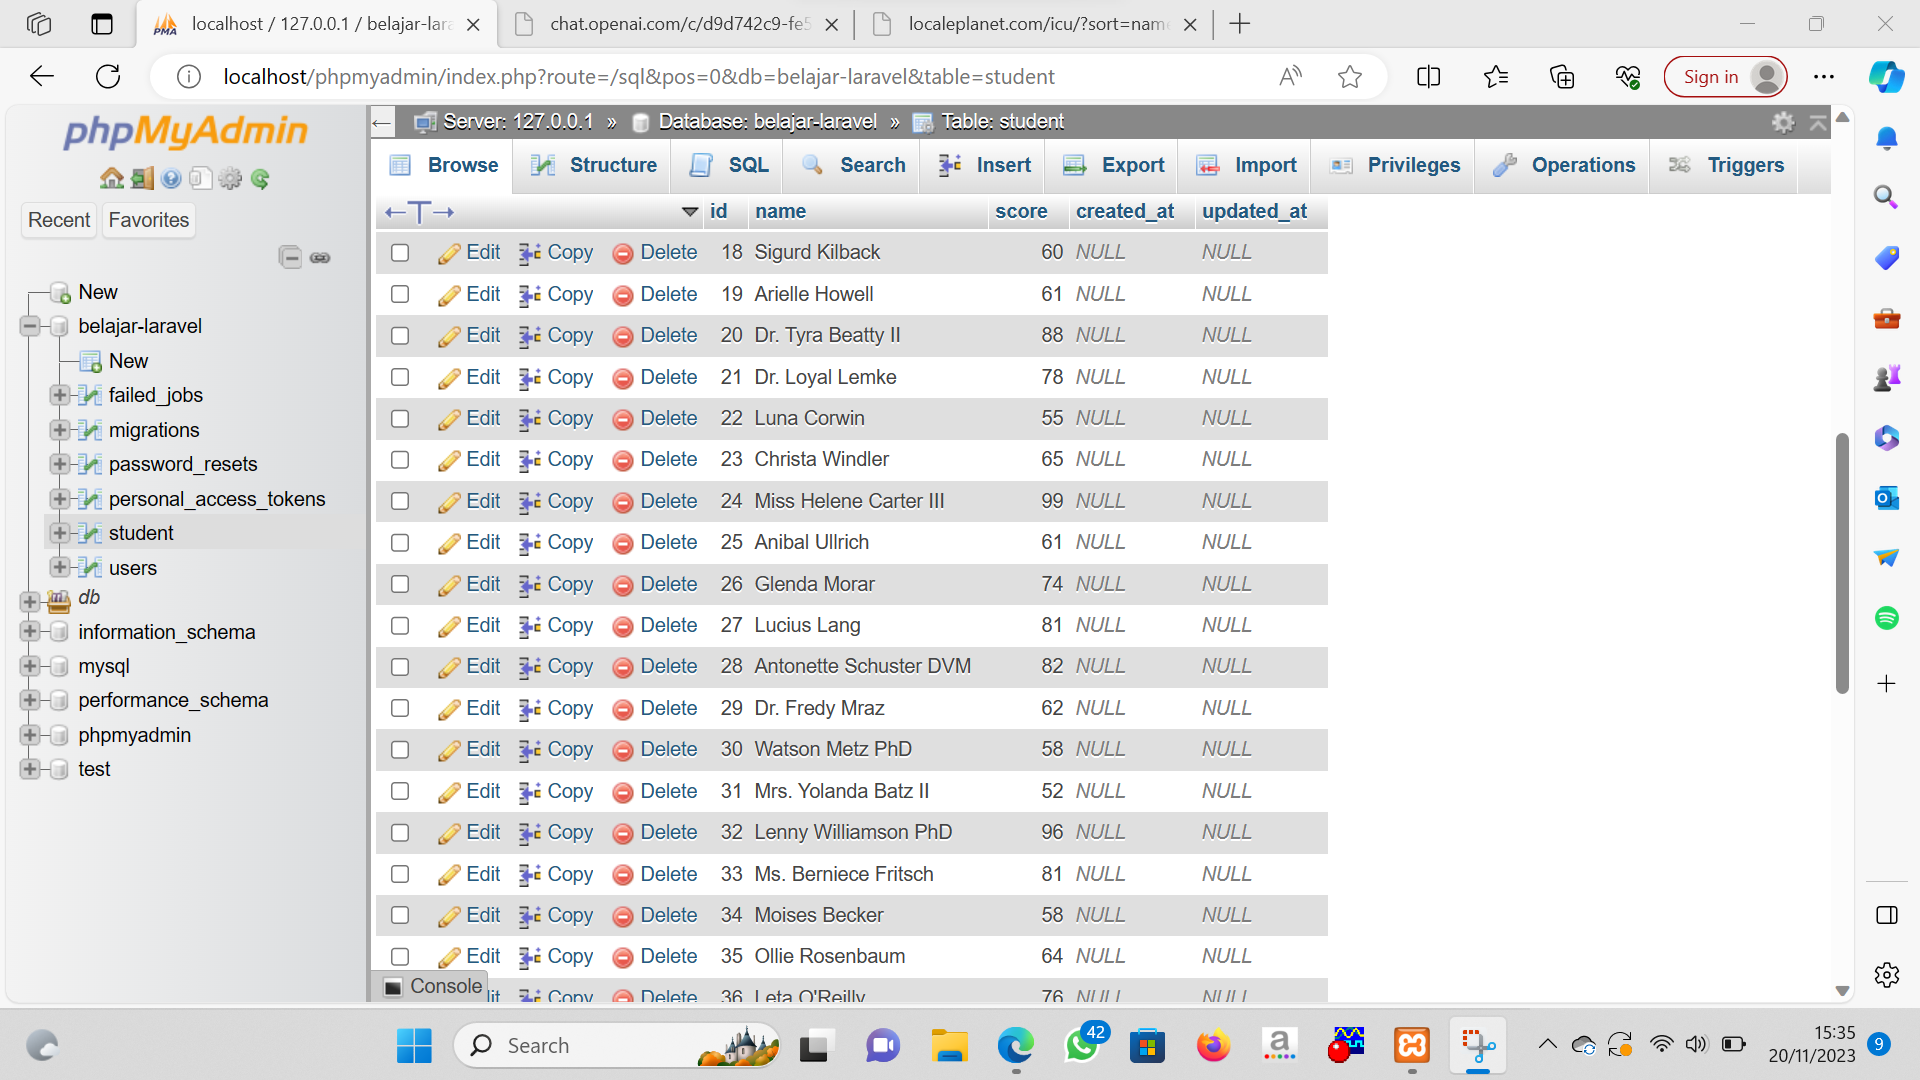 localhost / 127.0.0.1 / belajar-lara
chat.openai.com/c/d9d742c9-fe5
localeplanet.com/icu/?sort=name
localhost/phpmyadmin/index.php?route=/sql&pos=0&db=belajar-laravel&table=student
Sign in
phpMyAdmin
Recent
Favorites
New
belajar-laravel
New
failed_jobs
migrations
password_resets
personal_access_tokens
student
users
db
information_schema
mysql
performance_schema
phpmyadmin
test
Server: 127.0.0.1 » Database: belajar-laravel » Table: student
Browse Structure SQL Search Insert Export Import Privileges Operations Triggers
id name score created_at updated_at
Edit Copy Delete 18 Sigurd Kilback 60 NULL NULL
Edit Copy Delete 19 Arielle Howell 61 NULL NULL
Edit Copy Delete 20 Dr. Tyra Beatty II 88 NULL NULL
Edit Copy Delete 21 Dr. Loyal Lemke 78 NULL NULL
Edit Copy Delete 22 Luna Corwin 55 NULL NULL
Edit Copy Delete 23 Christa Windler 65 NULL NULL
Edit Copy Delete 24 Miss Helene Carter III 99 NULL NULL
Edit Copy Delete 25 Anibal Ullrich 61 NULL NULL
Edit Copy Delete 26 Glenda Morar 74 NULL NULL
Edit Copy Delete 27 Lucius Lang 81 NULL NULL
Edit Copy Delete 28 Antonette Schuster DVM 82 NULL NULL
Edit Copy Delete 29 Dr. Fredy Mraz 62 NULL NULL
Edit Copy Delete 30 Watson Metz PhD 58 NULL NULL
Edit Copy Delete 31 Mrs. Yolanda Batz II 52 NULL NULL
Edit Copy Delete 32 Lenny Williamson PhD 96 NULL NULL
Edit Copy Delete 33 Ms. Berniece Fritsch 81 NULL NULL
Edit Copy Delete 34 Moises Becker 58 NULL NULL
Edit Copy Delete 35 Ollie Rosenbaum 64 NULL NULL
Console
Copy Delete 36 Leta O'Reilly 76 NULL NULL
Search
42
15:35
20/11/2023
9